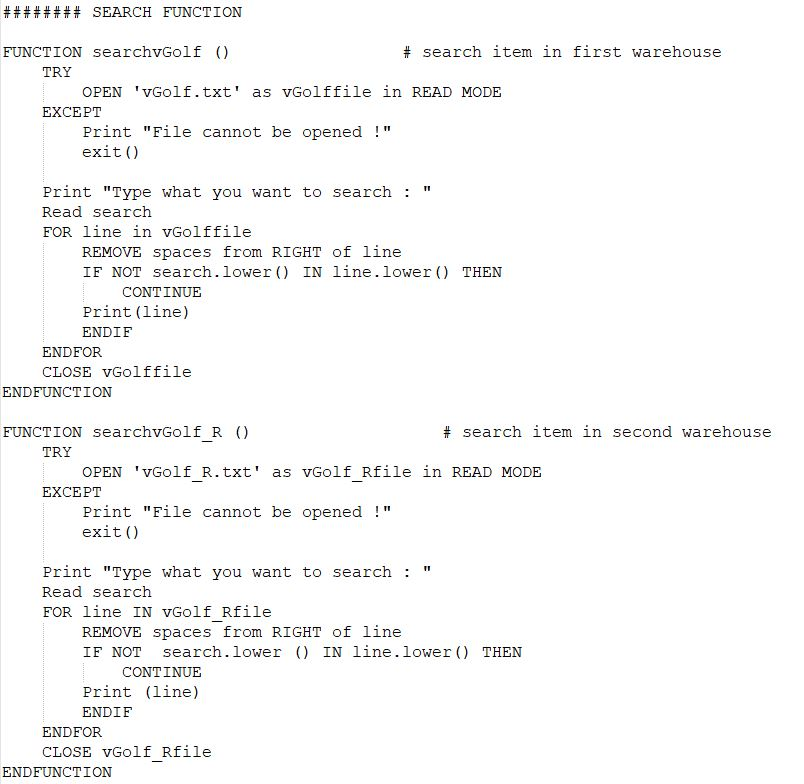 ######## SEARCH FUNCTION

FUNCTION searchvGolf ()                 # search item in first warehouse
    TRY
        OPEN 'vGolf.txt' as vGolffile in READ MODE
    EXCEPT
        Print "File cannot be opened !"
        exit()

    Print "Type what you want to search : "
    Read search
    FOR line in vGolffile
        REMOVE spaces from RIGHT of line
        IF NOT search.lower() IN line.lower() THEN
            CONTINUE
        Print(line)
        ENDIF
    ENDFOR
    CLOSE vGolffile
ENDFUNCTION

FUNCTION searchvGolf_R ()                   # search item in second warehouse
    TRY
        OPEN 'vGolf_R.txt' as vGolf_Rfile in READ MODE
    EXCEPT
        Print "File cannot be opened !"
        exit()

    Print "Type what you want to search : "
    Read search
    FOR line IN vGolf_Rfile
        REMOVE spaces from RIGHT of line
        IF NOT  search.lower () IN line.lower() THEN
            CONTINUE
        Print (line)
        ENDIF
    ENDFOR
    CLOSE vGolf_Rfile
ENDFUNCTION